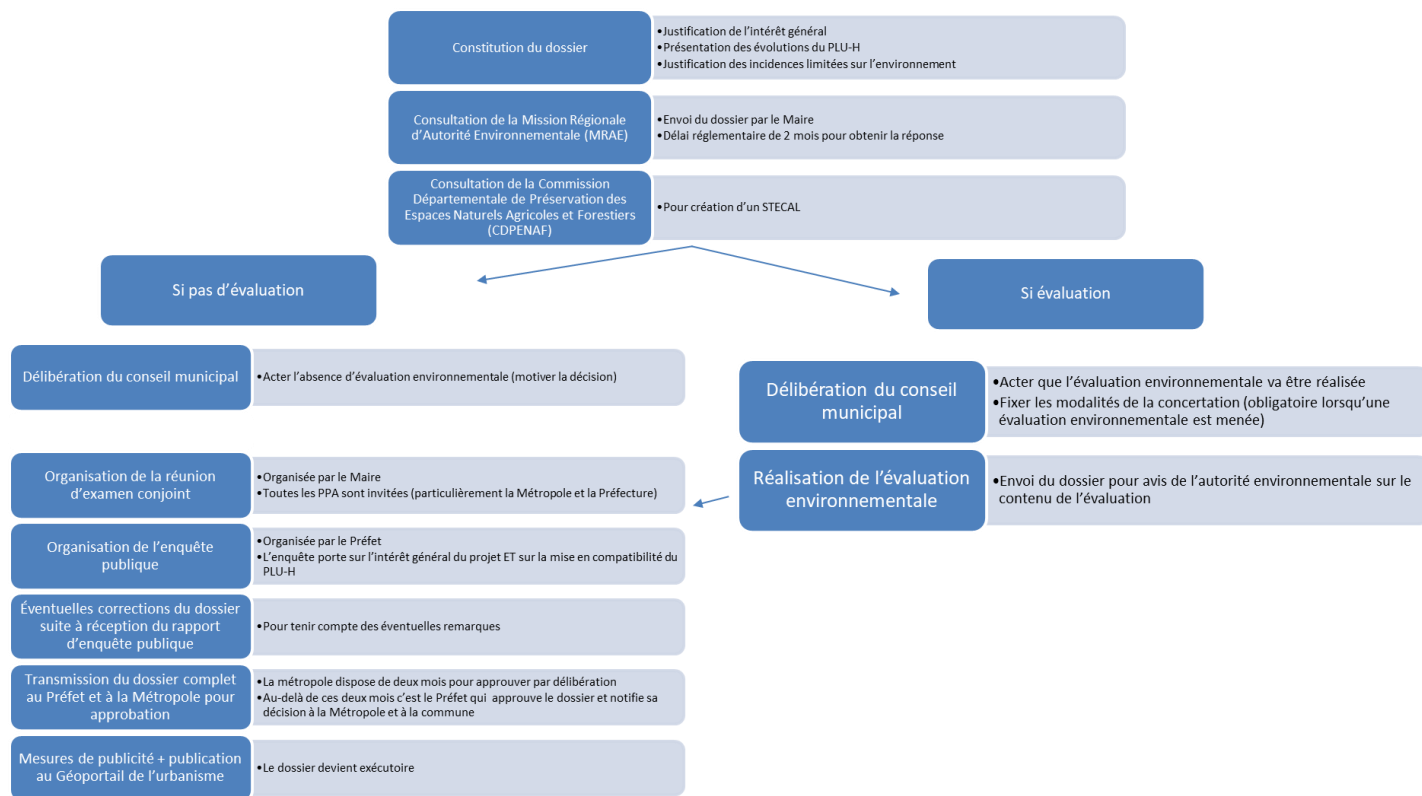 Constitution du dossier
•Justification de l'intérêt général
•Présentation des évolutions du PLU-H
•Justification des incidences limitées sur l'environnement
Consultation de la Mission Régionale
d'Autorité Environnementale (MRAE)
•Envoi du dossier par le Maire
•Délai réglementaire de 2 mois pour obtenir la réponse
Consultation de la Commission
Départementale de Préservation des
Espaces Naturels Agricoles et Forestiers
(CDPENAF)
•Pour création d'un STECAL
Si pas d'évaluation
Si évaluation
Délibération du conseil municipal
•Acter l'absence d'évaluation environnementale (motiver la décision)
Délibération du conseil
municipal
•Acter que l'évaluation environnementale va être réalisée
•Fixer les modalités de la concertation (obligatoire lorsqu'une
évaluation environnementale est menée)
Réalisation de l'évaluation
environnementale
•Envoi du dossier pour avis de l'autorité environnementale sur le
contenu de l'évaluation
Organisation de la réunion
d'examen conjoint
•Organisée par le Maire
•Toutes les PPA sont invitées (particulièrement la Métropole et la Préfecture)
Organisation de l'enquête
publique
•Organisée par le Préfet
•L'enquête porte sur l'intérêt général du projet ET sur la mise en compatibilité du
PLU-H
Éventuelles corrections du dossier
suite à réception du rapport
d'enquête publique
•Pour tenir compte des éventuelles remarques
Transmission du dossier complet
au Préfet et à la Métropole pour
approbation
•La métropole dispose de deux mois pour approuver par délibération
•Au-delà de ces deux mois c'est le Préfet qui approuve le dossier et notifie sa
décision à la Métropole et à la commune
Mesures de publicité + publication
au Géoportail de l'urbanisme
•Le dossier devient exécutoire